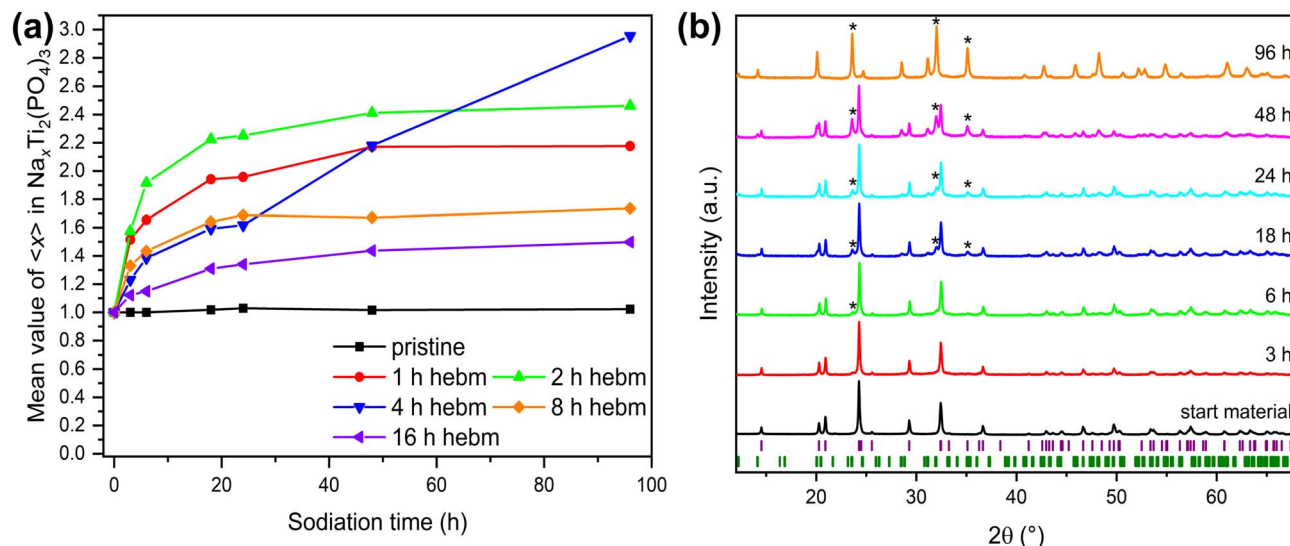 (a)
Mean value of <x> in NaₓTi₂(PO₄)₃
3.0
2.8
2.6
2.4
2.2
2.0
1.8
1.6
1.4
1.2
1.0
0.8
0.6
0.4
0.2
0.0
pristine
1 h hebm 2 h hebm
4 h hebm 8 h hebm
16 h hebm
0 20 40 60 80 100
Sodiation time (h)
(b)
Intensity (a.u.)
* * * 96 h
* * * 48 h
* * * 24 h
* * * 18 h
* 6 h
3 h
start material
20 30 40 50 60
2θ (°)